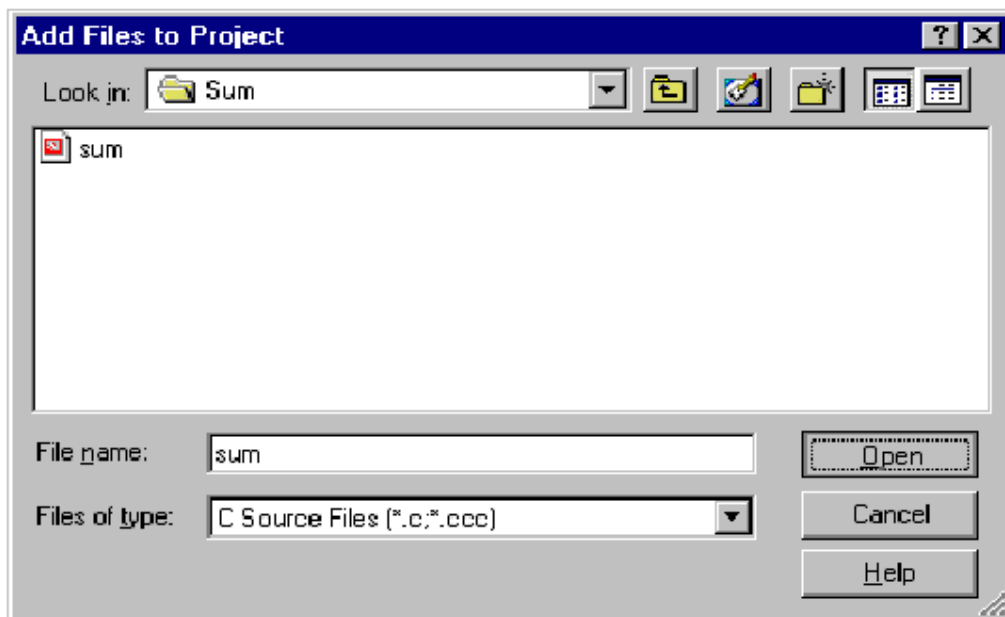 Add Files to Project
Look in: Sum
sum
File name: sum Open
Files of type: C Source Files (*.c;*.ccc) Cancel
Help